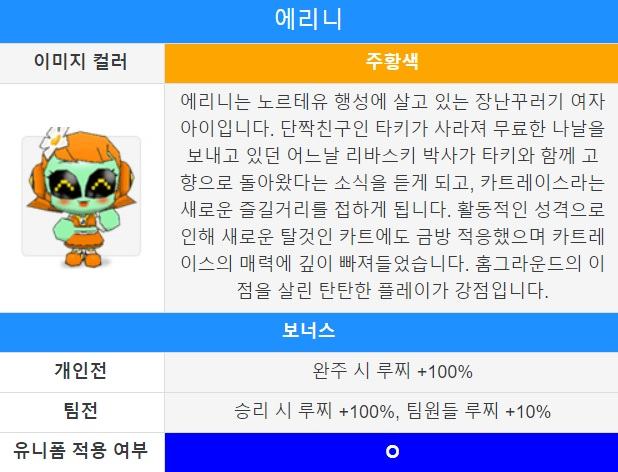 에리니
이미지 컬러
주황색
에리니는 노르테유 행성에 살고 있는 장난꾸러기 여자
아이입니다. 단짝친구인 타키가 사라져 무료한 나날을
보내고 있던 어느날 리바스키 박사가 타키와 함께 고
향으로 돌아왔다는 소식을 듣게 되고, 카트레이스라는
새로운 즐길거리를 접하게 됩니다. 활동적인 성격으로
인해 새로운 탈것인 카트에도 금방 적응했으며 카트레
이스의 매력에 깊이 빠져들었습니다. 홈그라운드의 이
점을 살린 탄탄한 플레이가 강점입니다.
보너스
개인전
완주 시 루찌 +100%
팀전
승리 시 루찌 +100%, 팀원들 루찌 +10%
유니폼 적용 여부
O